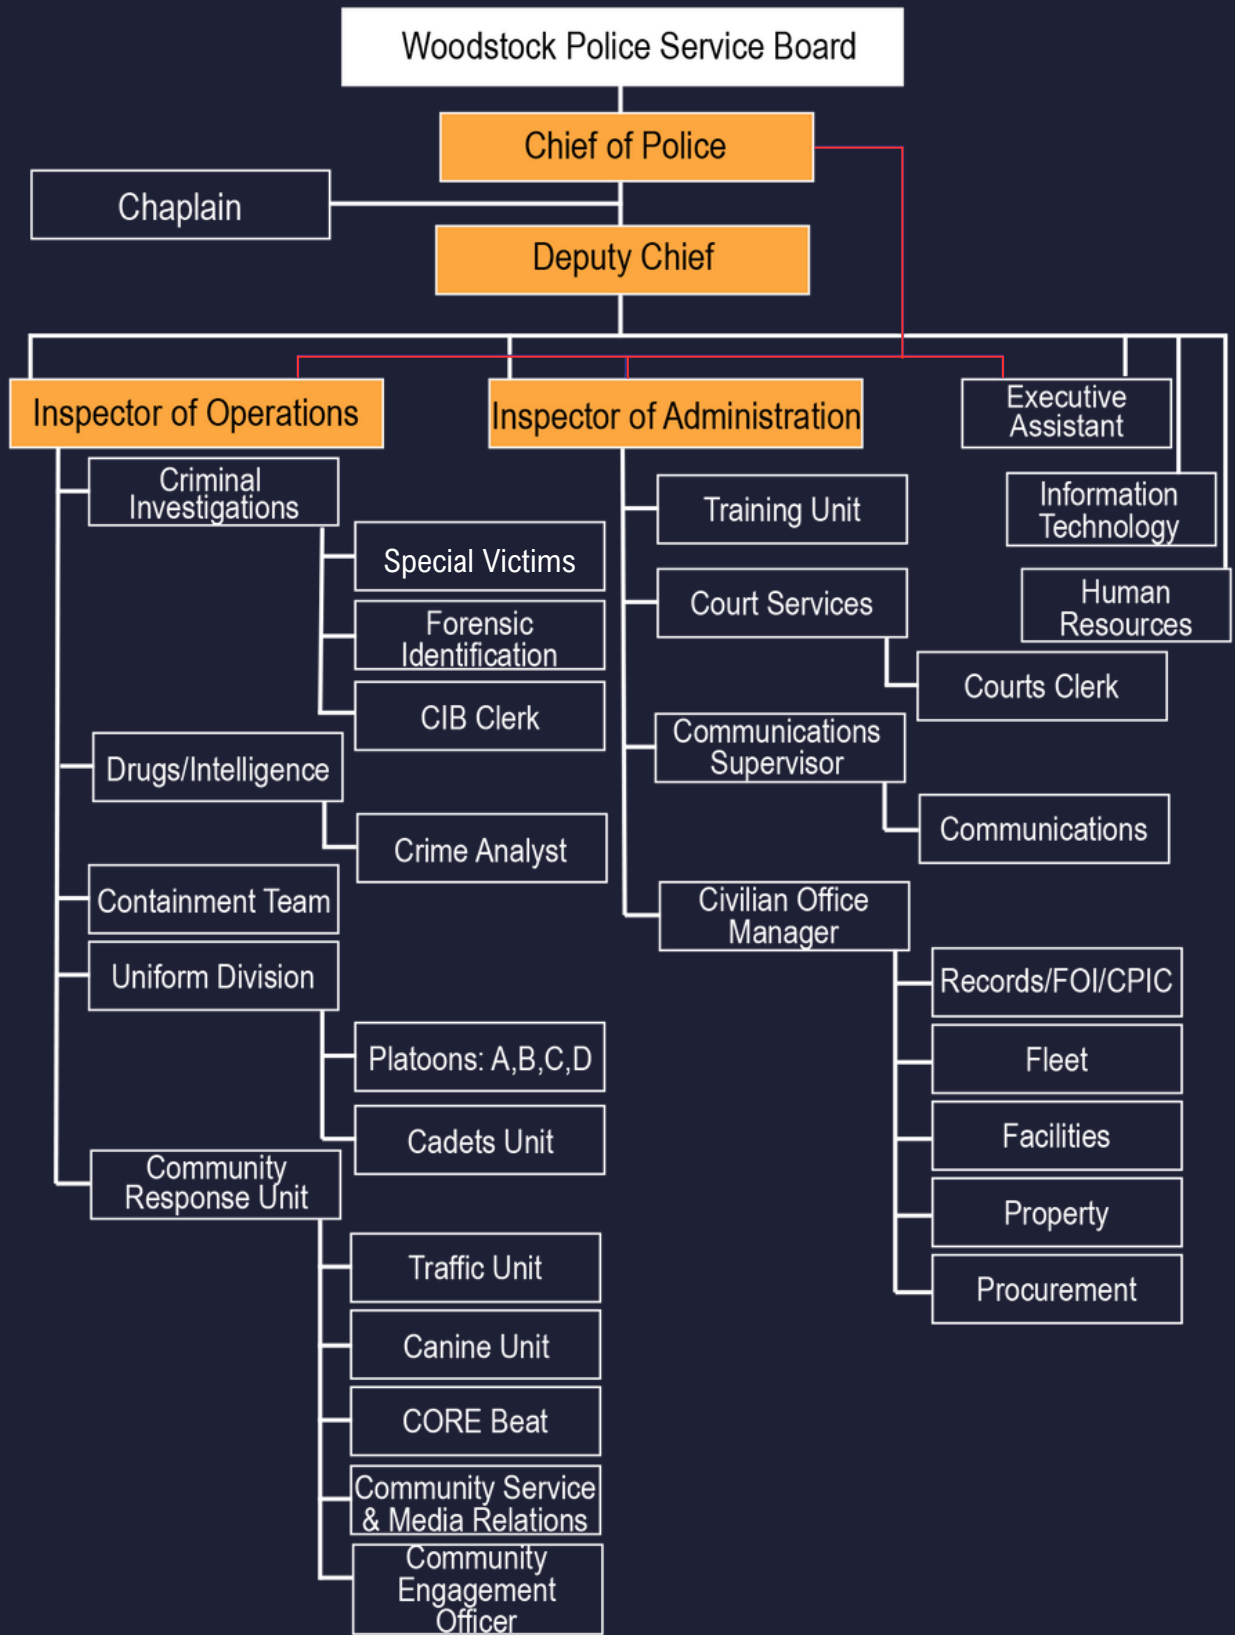 Woodstock Police Service Board
Chief of Police
Chaplain
Deputy Chief
Inspector of Operations
Inspector of Administration
Executive
Assistant
Criminal
Investigations
Training Unit
Information
Technology
Special Victims
Court Services
Human
Resources
Forensic
Identification
Courts Clerk
CIB Clerk
Communications
Supervisor
Drugs/Intelligence
Communications
Crime Analyst
Containment Team
Civilian Office
Manager
Uniform Division
Records/FOI/CPIC
Platoons: A,B,C,D
Fleet
Cadets Unit
Facilities
Community
Response Unit
Property
Traffic Unit
Procurement
Canine Unit
CORE Beat
Community Service
& Media Relations
Community
Engagement
Officer